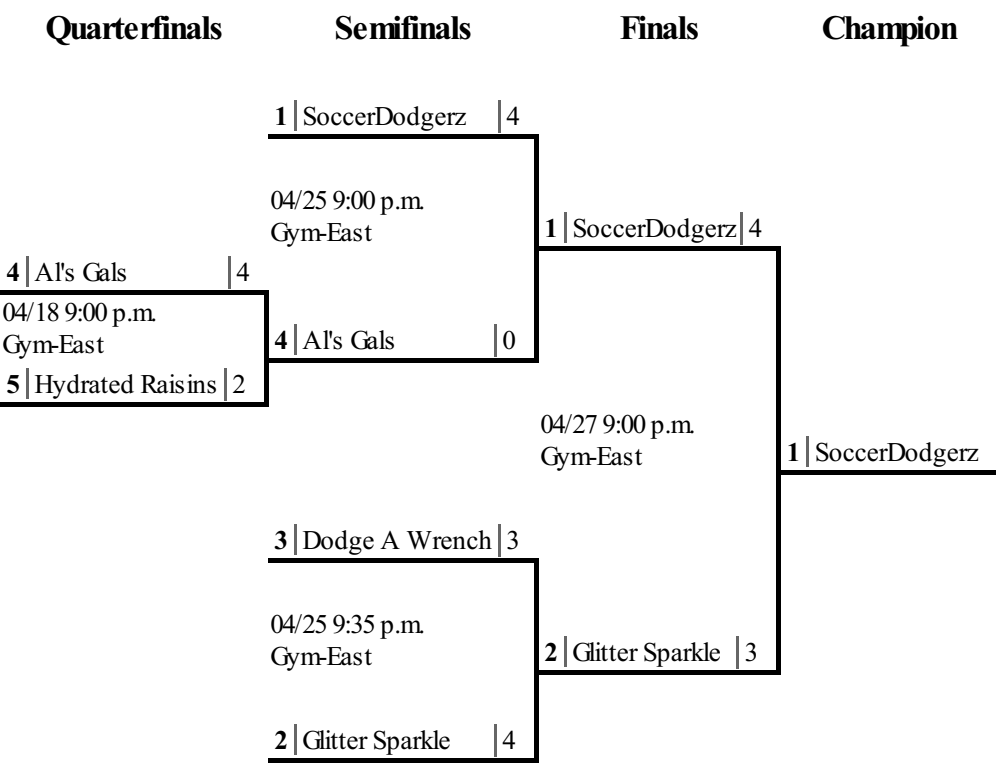 Quarterfinals Semifinals Finals Champion
1 SoccerDodgerz 4
04/25 9:00 p.m.
Gym-East
1 SoccerDodgerz 4
4 Al's Gals 4
04/18 9:00 p.m.
Gym-East
4 Al's Gals 0
5 Hydrated Raisins 2
04/27 9:00 p.m.
Gym-East
1 SoccerDodgerz
3 Dodge A Wrench 3
04/25 9:35 p.m.
Gym-East
2 Glitter Sparkle 3
2 Glitter Sparkle 4